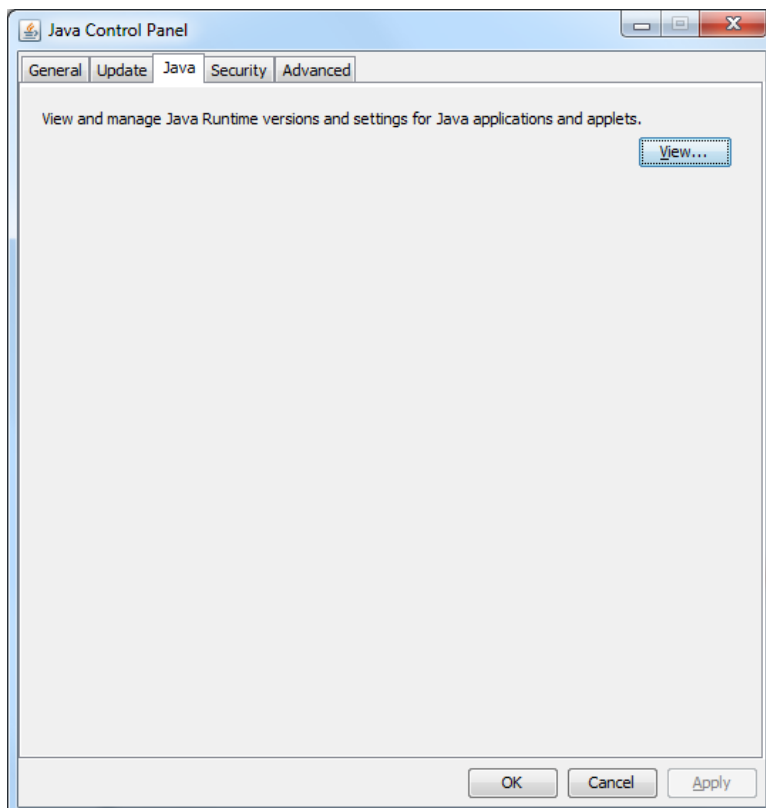 Java Control Panel
General Update Java Security Advanced
View and manage Java Runtime versions and settings for Java applications and applets.
View...
OK Cancel Apply